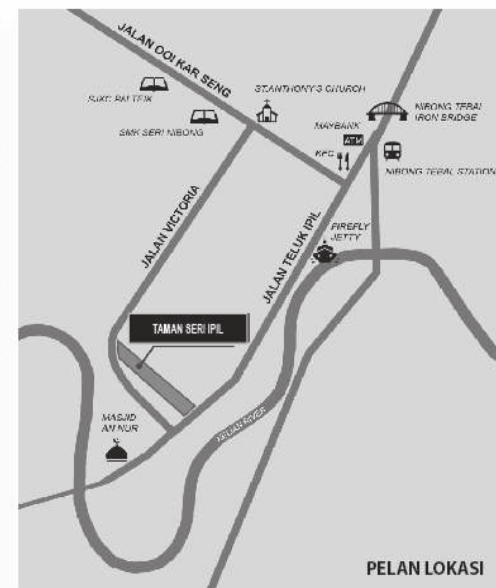 JALAN OOI KAR SENG
SJKC PAI TEIK
SMK SERI NIBONG
ST.ANTHONY'S CHURCH
MAYBANK
ATM
KFC
NIBONG TEBAL
IRON BRIDGE
NIBONG TEBAL STATION
JALAN VICTORIA
JALAN TELUK IPIL
FIREFLY
JETTY
TAMAN SERI IPIL
MASJID
AN NUR
KELIAN RIVER
PELAN LOKASI